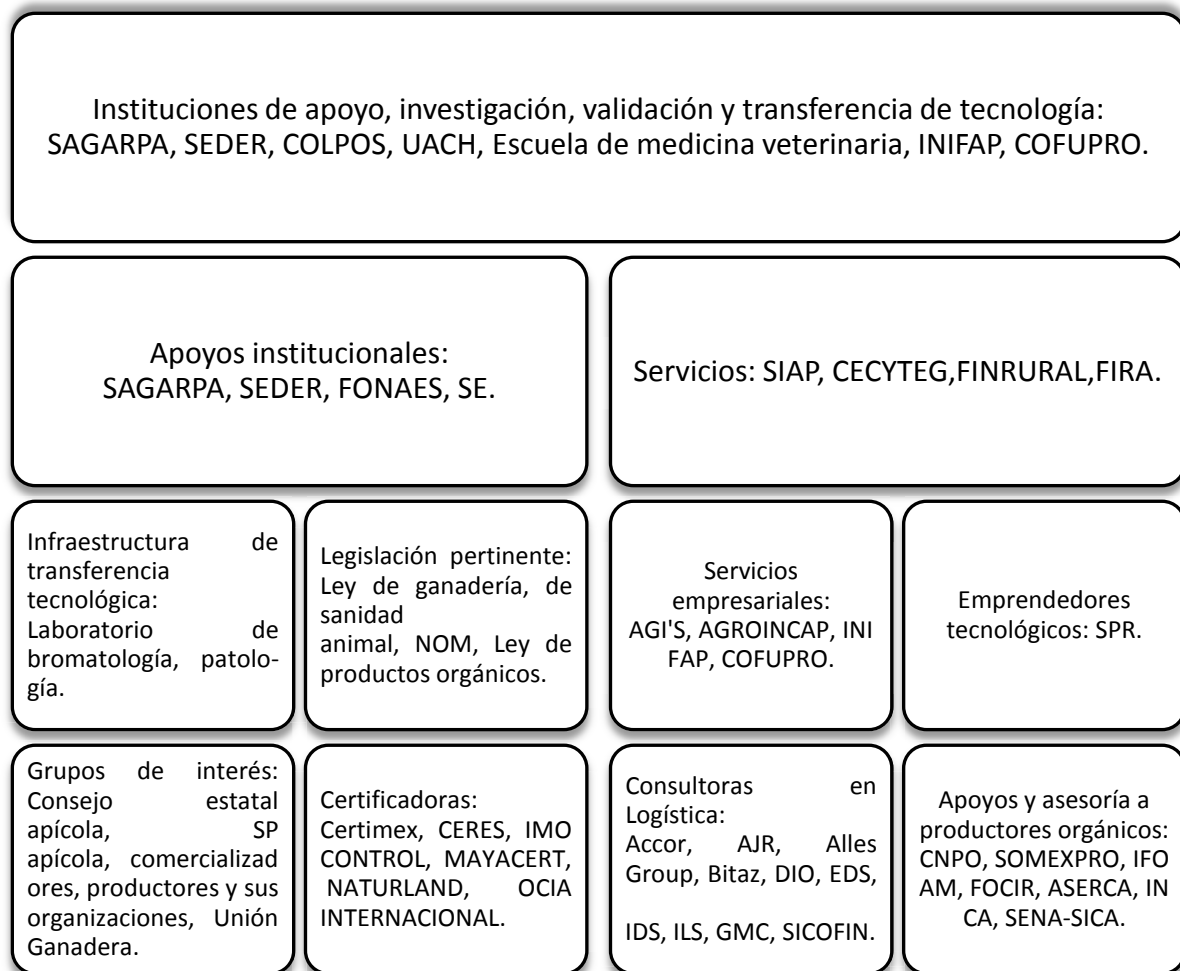 Instituciones de apoyo, investigación, validación y transferencia de tecnología:
SAGARPA, SEDER, COLPOS, UACH, Escuela de medicina veterinaria, INIFAP, COFUPRO.
Apoyos institucionales:
SAGARPA, SEDER, FONAES, SE.
Servicios: SIAP, CECYTEG,FINRURAL,FIRA.
Infraestructura de
transferencia
tecnológica:
Laboratorio de
bromatología, patolo-
gía.
Legislación pertinente:
Ley de ganadería, de
sanidad
animal, NOM, Ley de
productos orgánicos.
Servicios
empresariales:
AGI'S, AGROINCAP, INI
FAP, COFUPRO.
Emprendedores
tecnológicos: SPR.
Grupos de interés:
Consejo estatal
apícola, SP
apícola, comercializad
ores, productores y sus
organizaciones, Unión
Ganadera.
Certificadoras:
Certimex, CERES, IMO
CONTROL, MAYACERT,
NATURLAND, OCIA
INTERNACIONAL.
Consultoras en
Logística:
Accor, AJR, Alles
Group, Bitaz, DIO, EDS,
IDS, ILS, GMC, SICOFIN.
Apoyos y asesoría a
productores orgánicos:
CNPO, SOMEXPRO, IFO
AM, FOCIR, ASERCA, IN
CA, SENA-SICA.